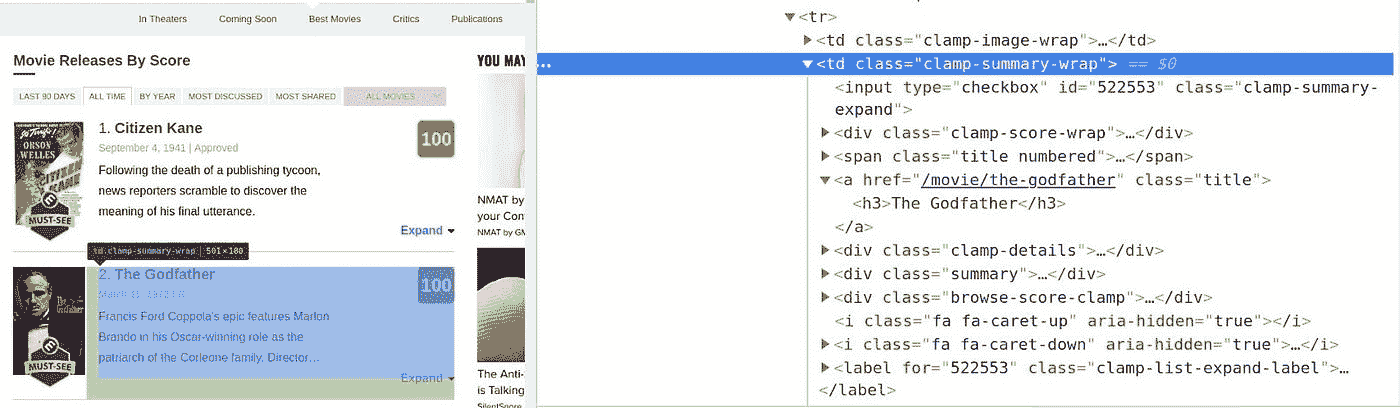 In Theaters Coming Soon Best Movies Critics Publications
Movie Releases By Score
YOU MAY
LAST 90 DAYS ALL TIME BY YEAR MOST DISCUSSED MOST SHARED ALL MOVIES
ORSON
WELLES
CITIZEN
KANE
MUST-SEE
1. Citizen Kane
100
September 4, 1941 | Approved
Following the death of a publishing tycoon,
news reporters scramble to discover the
meaning of his final utterance.
Expand
NMAT by
your Con
NMAT by GM
td.clamp-summary-wrap | 501×100
2. The Godfather
100
Francis Ford Coppola's epic features Marlon
Brando in his Oscar-winning role as the
patriarch of the Corleone family. Director…
Expand
MUST-SEE
The Anti-
is Talking
SilentSnore
<tr>
<td class="clamp-image-wrap">…</td>
… <td class="clamp-summary-wrap"> == $0
<input type="checkbox" id="522553" class="clamp-summary-
expand">
<div class="clamp-score-wrap">…</div>
<span class="title numbered">…</span>
<a href="/movie/the-godfather" class="title">
<h3>The Godfather</h3>
</a>
<div class="clamp-details">…</div>
<div class="summary">…</div>
<div class="browse-score-clamp">…</div>
<i class="fa fa-caret-up" aria-hidden="true"></i>
<i class="fa fa-caret-down" aria-hidden="true">…</i>
<label for="522553" class="clamp-list-expand-label">…
</label>